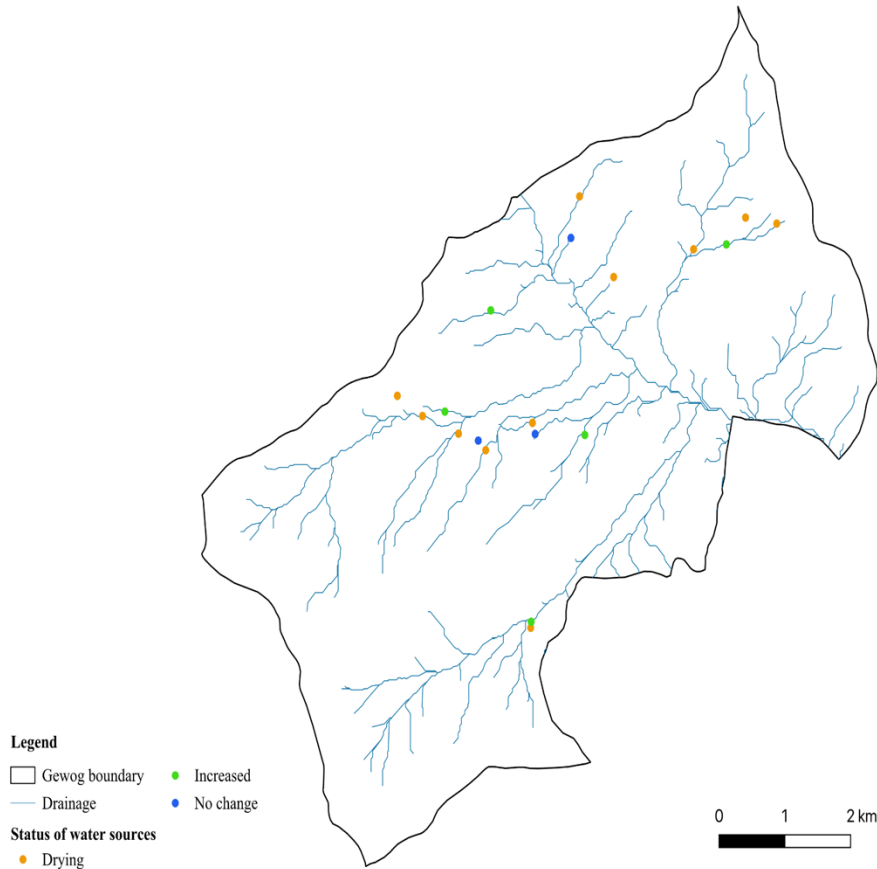 Legend
Gewog boundary
Drainage
Status of water sources
Drying
Increased
No change
0 1 2 km